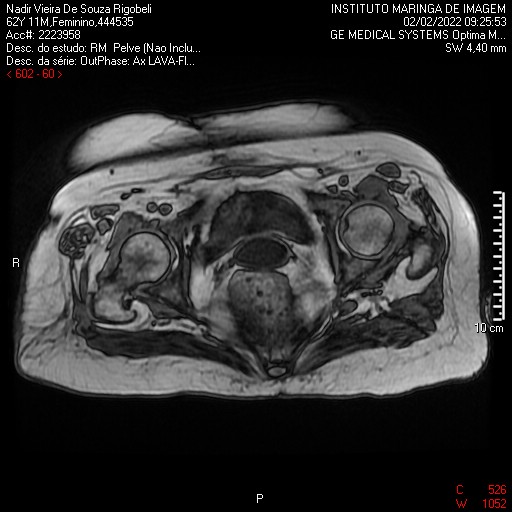 Nadir Vieira De Souza Rigobeli
62Y 11M,Feminino,444535
Acc#: 2223958
Desc. do estudo: RM Pelve (Nao Inclu...
Desc. da série: OutPhase: Ax LAVA-Fl...
< 602 - 60 >
INSTITUTO MARINGA DE IMAGEM
02/02/2022 09:25:53
GE MEDICAL SYSTEMS Optima M...
SW 4,40 mm
R
10 cm
P
C 526
W 1052